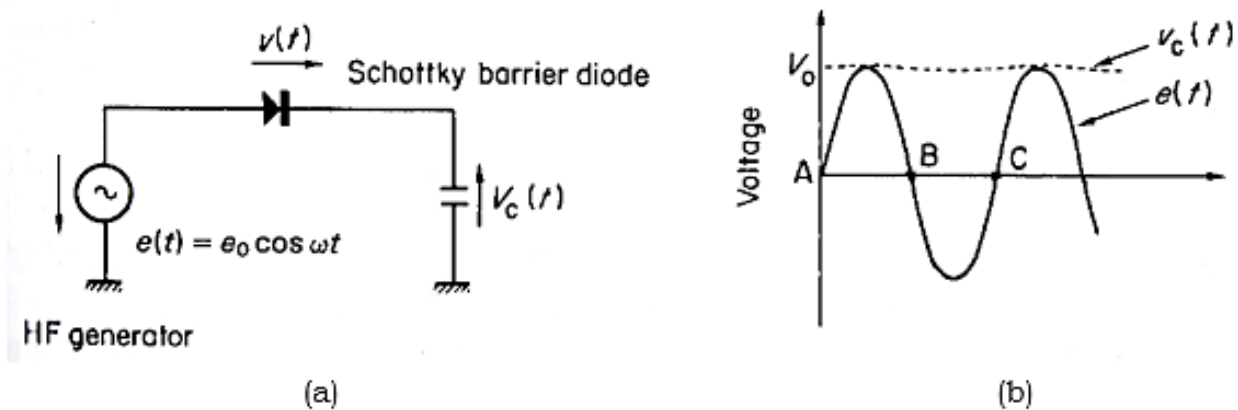 v(t)
Schottky barrier diode
e(t) = e₀ cos ωt
V_c(t)
HF generator
(a)
V₀
v_c(t)
e(t)
Voltage
A
B
C
(b)